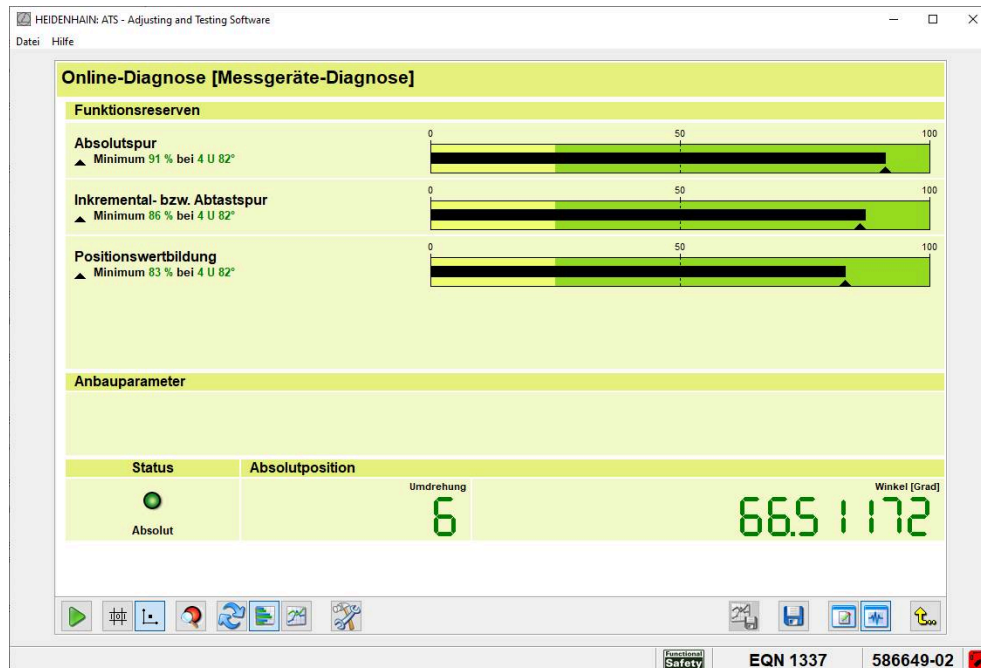 HEIDENHAIN: ATS - Adjusting and Testing Software
Datei Hilfe
Online-Diagnose [Messgeräte-Diagnose]
Funktionsreserven
Absolutspur
Minimum 91 % bei 4 U 82°
0 50 100
Inkremental- bzw. Abtastspur
Minimum 86 % bei 4 U 82°
0 50 100
Positionswertbildung
Minimum 83 % bei 4 U 82°
0 50 100
Anbauparameter
Status Absolutposition
Umdrehung Winkel [Grad]
6 66.51172
Absolut
Functional
Safety EQN 1337 586649-02